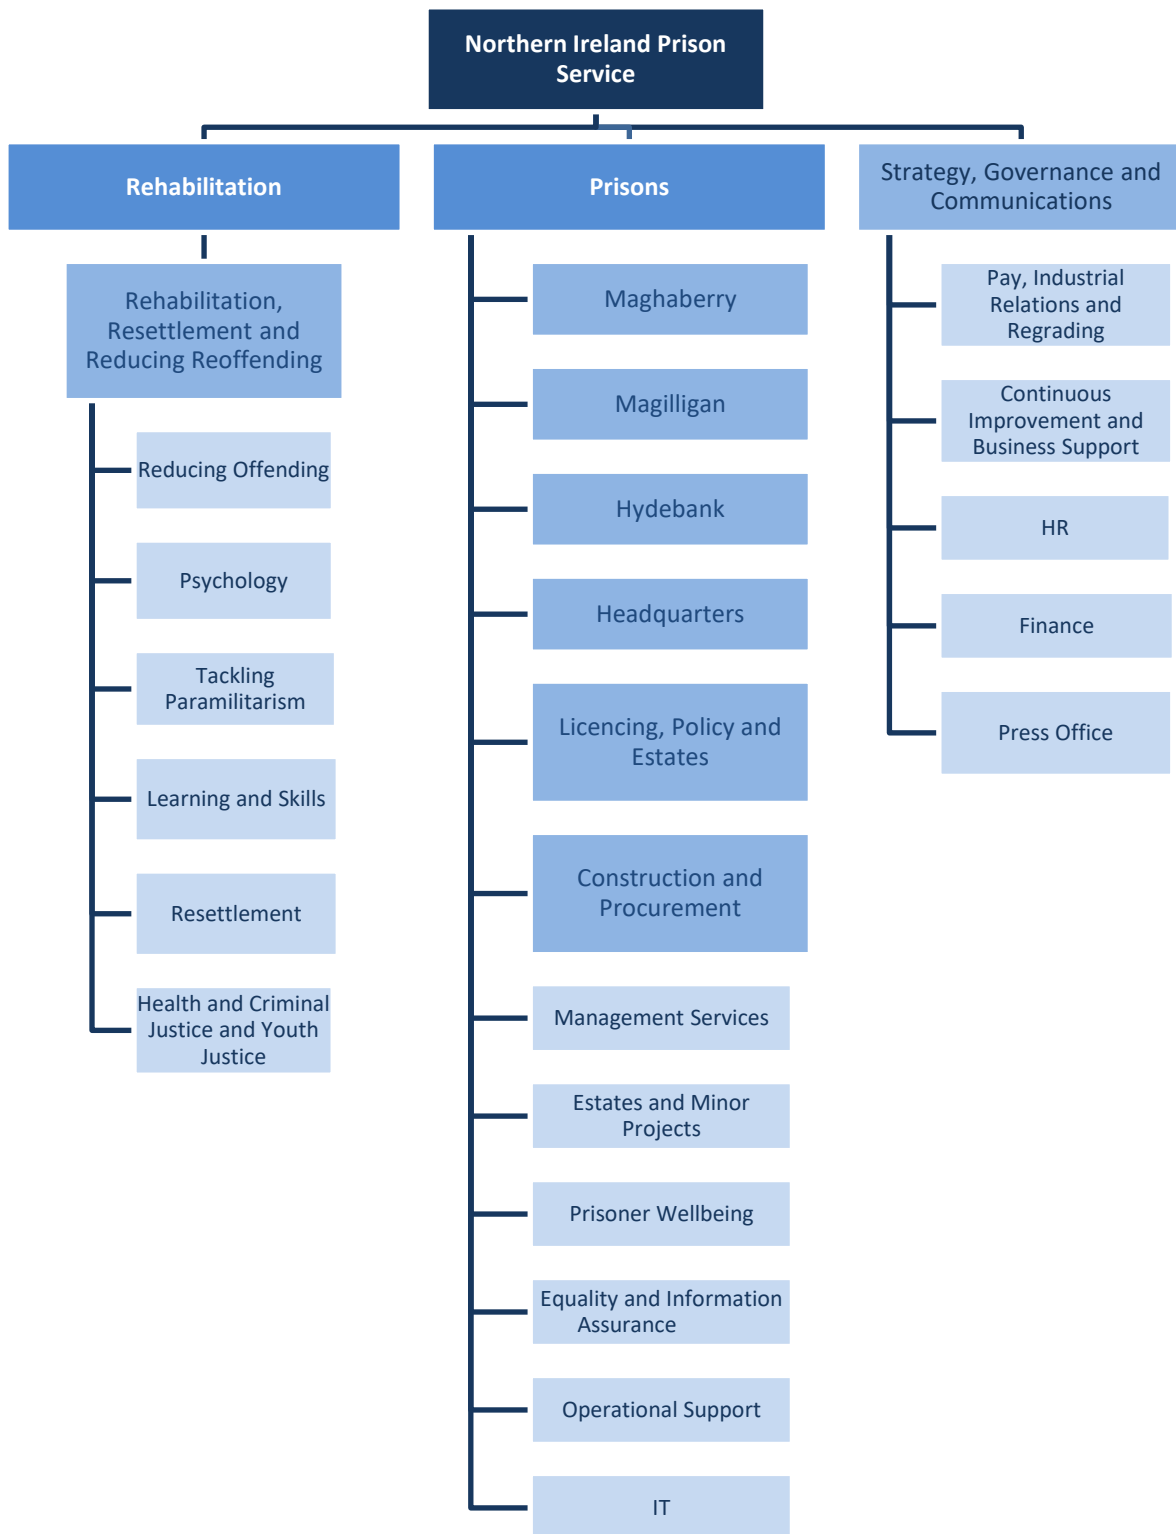 Northern Ireland Prison
Service
Rehabilitation
Prisons
Strategy, Governance and
Communications
Rehabilitation,
Resettlement and
Reducing Reoffending
Reducing Offending
Psychology
Tackling
Paramilitarism
Learning and Skills
Resettlement
Health and Criminal
Justice and Youth
Justice
Maghaberry
Magilligan
Hydebank
Headquarters
Licencing, Policy and
Estates
Construction and
Procurement
Management Services
Estates and Minor
Projects
Prisoner Wellbeing
Equality and Information
Assurance
Operational Support
IT
Pay, Industrial
Relations and
Regrading
Continuous
Improvement and
Business Support
HR
Finance
Press Office